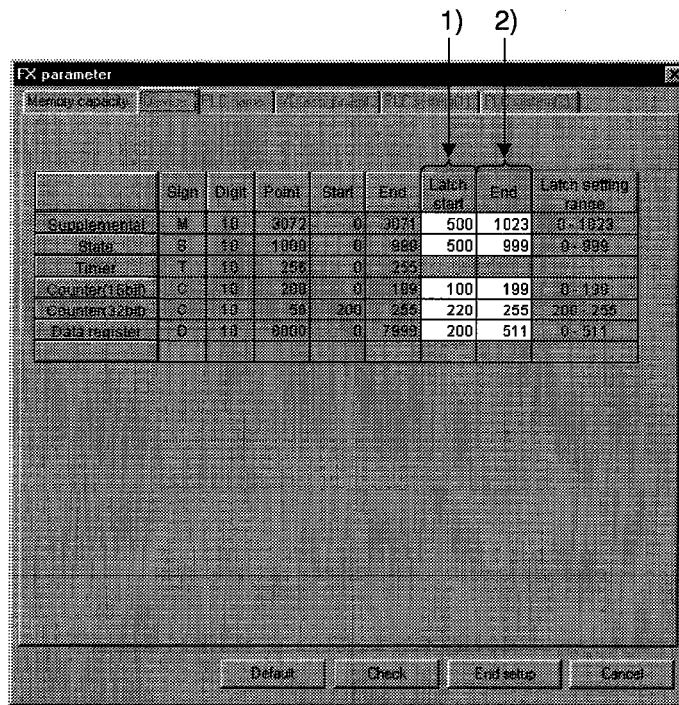 1) 2)
FX parameter
Memory capacity
Sign Digit Point Start End Latch start End Latch setting range
Supplemental M 10 3072 0 3071 500 1023 0 - 1023
State S 10 1000 0 999 500 999 0 - 999
Timer T 10 256 0 255
Counter(16bit) C 10 200 0 199 100 199 0 - 199
Counter(32bit) C 10 56 200 255 220 255 200 - 255
Data register D 10 8000 0 7999 200 511 0 - 511
Default Check End setup Cancel